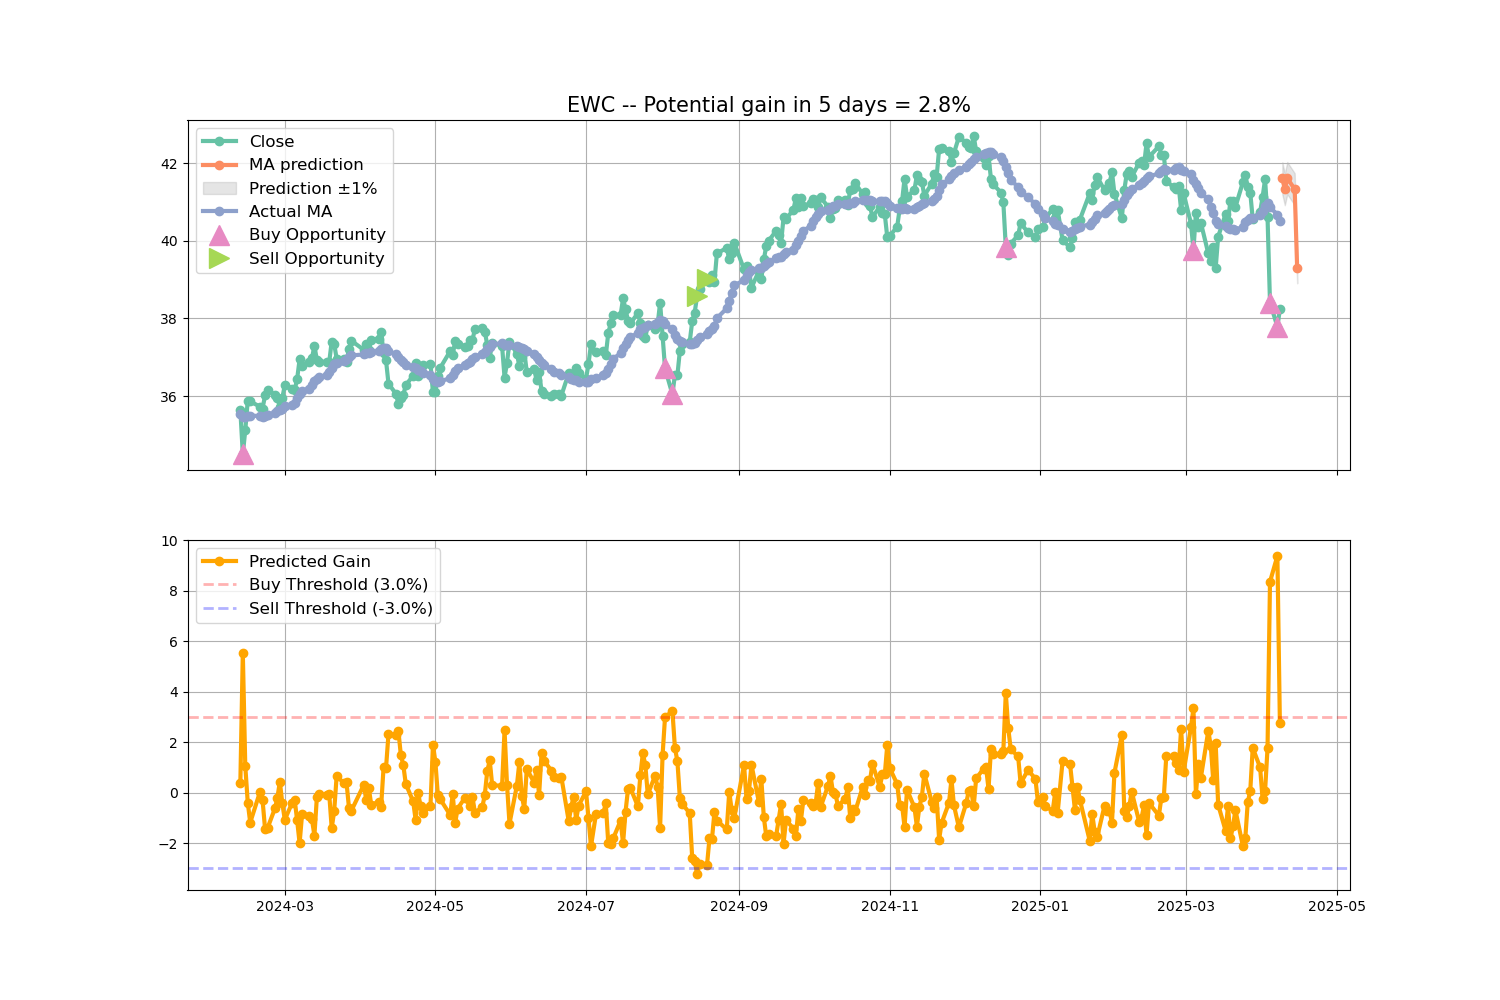 EWC -- Potential gain in 5 days = 2.8%
Close
MA prediction
Prediction ±1%
Actual MA
Buy Opportunity
Sell Opportunity
42
40
38
36
Predicted Gain
Buy Threshold (3.0%)
Sell Threshold (-3.0%)
10
8
6
4
2
0
−2
2024-03
2024-05
2024-07
2024-09
2024-11
2025-01
2025-03
2025-05